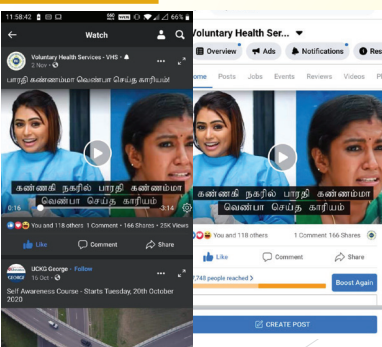 11:58:42
66%
Watch
Voluntary Health Services - VHS
2 Nov
பாரதி கண்ணம்மா வெண்பா செய்த காரியம்!
கண்ணகி நகரில் பாரதி கண்ணம்மா
வெண்பா செய்த காரியம்
0:16
-3:14
You and 118 others 1 Comment • 166 Shares • 25K Views
Like Comment Share
UCKG George · Follow
16 Oct
Self Awareness Course - Starts Tuesday, 20th October
2020
Voluntary Health Ser...
Overview Ads Notifications Res
ome Posts Jobs Events Reviews Videos
கண்ணகி நகரில் பாரதி கண்ணம்மா
வெண்பா செய்த காரியம்
You and 118 others 1 Comment 166 Shares
Like Comment Share
7,748 people reached >
Boost Again
CREATE POST